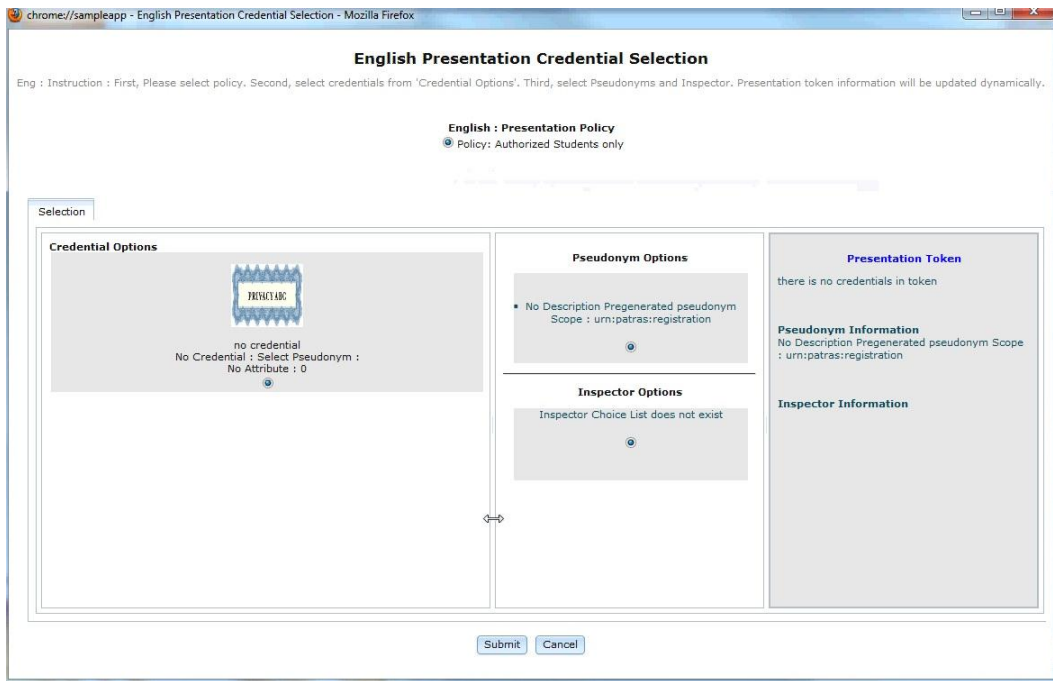 chrome://sampleapp - English Presentation Credential Selection - Mozilla Firefox
English Presentation Credential Selection
Eng : Instruction : First, Please select policy. Second, select credentials from 'Credential Options'. Third, select Pseudonyms and Inspector. Presentation token information will be updated dynamically.
English : Presentation Policy
Policy: Authorized Students only
Selection
Credential Options
PRIVACY ABC
no credential
No Credential : Select Pseudonym :
No Attribute : 0
Pseudonym Options
No Description Pregenerated pseudonym
Scope : urn:patras:registration
Inspector Options
Inspector Choice List does not exist
Presentation Token
there is no credentials in token
Pseudonym Information
No Description Pregenerated pseudonym Scope
: urn:patras:registration
Inspector Information
Submit
Cancel